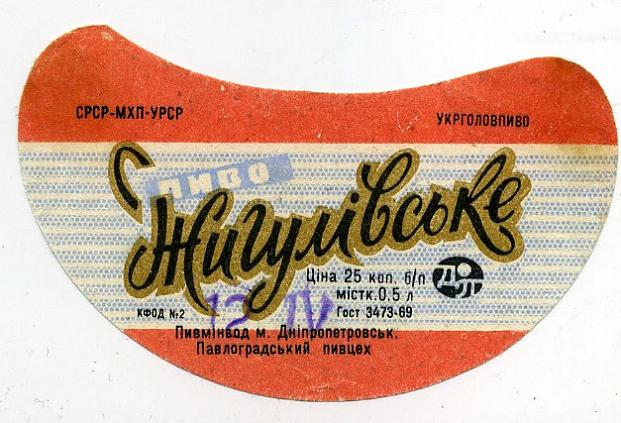 СРСР-МХП-УРСР
УКРГОЛОВПИВО
ПИВО
Жигулівське
Ціна 25 коп. б/п
містк. 0.5 л
КФОД №2
12 IV
Гост 3473-69
Пивмінвод м. Дніпропетровськ.
Павлоградський пивцех